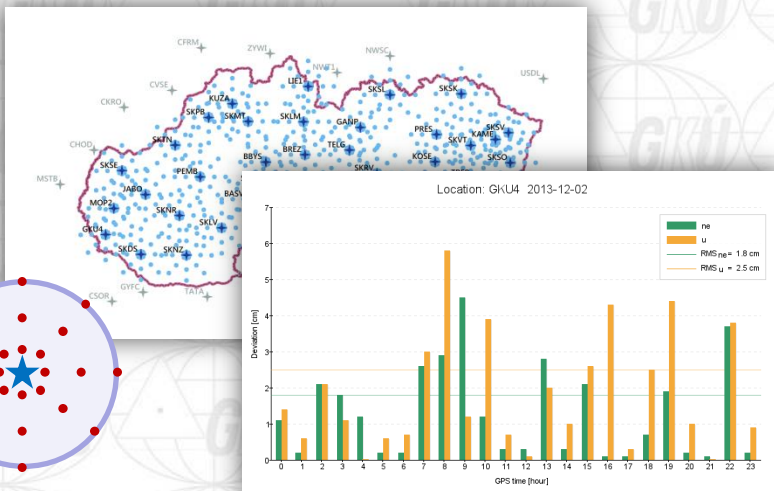 GKU
CFRM
ZYWI
NWSC
NWT1
USDL
LIE1
SKSL
SKSK
CVSE
KUZA
CKRO
SKPB
SKMT
SKLM
GANP
PRES
SKSV
KAME
SKTN
SKVT
CHOD
BREZ
TELG
BBYS
KOSE
SKSO
SKSE
PEMB
SKRV
MSTB
JABO
MOP2
SKNR
SKLV
GKU4
SKDS
SKNZ
GYFC
CSOR
TATA
Location: GKU4 2013-12-02
ne
u
RMS ne = 1.8 cm
RMS u = 2.5 cm
Deviation [cm]
7
6
5
4
3
2
1
0
0 1 2 3 4 5 6 7 8 9 10 11 12 13 14 15 16 17 18 19 20 21 22 23
GPS time [hour]